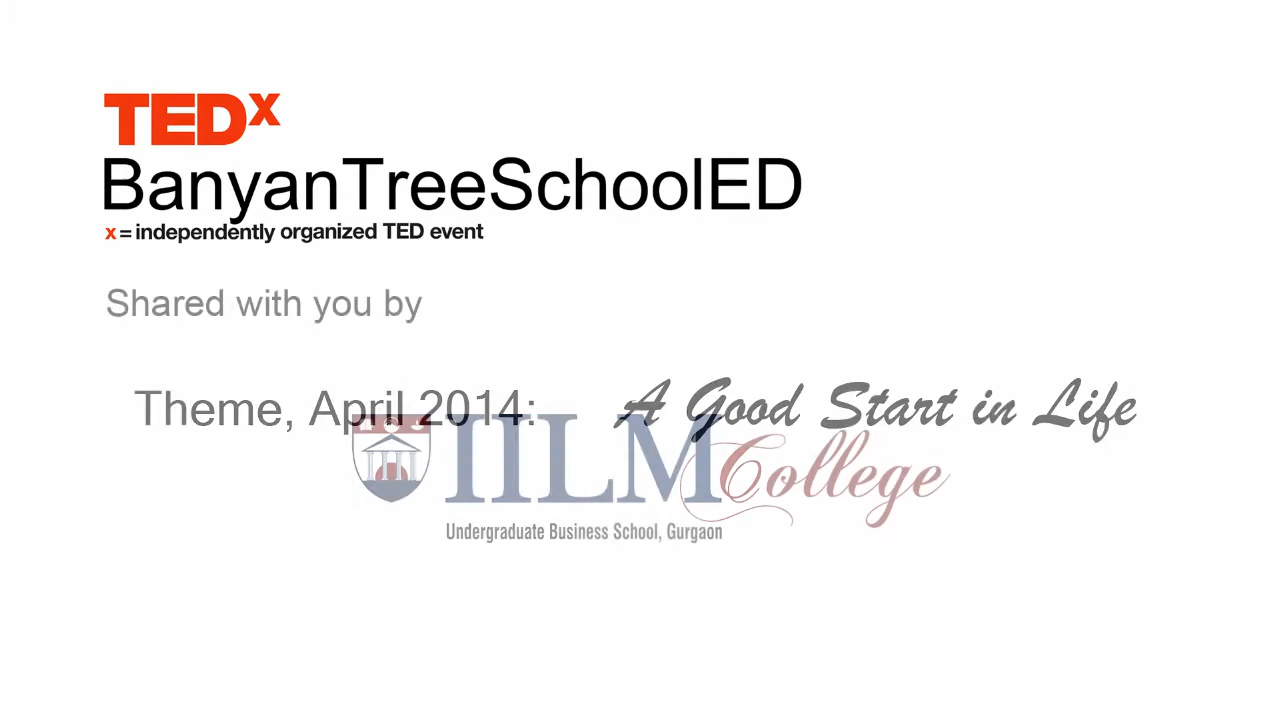 TEDx
BanyanTreeSchoolED
x = independently organized TED event
Shared with you by
Theme, April 2014: A Good Start in Life
IILM College
Undergraduate Business School, Gurgaon